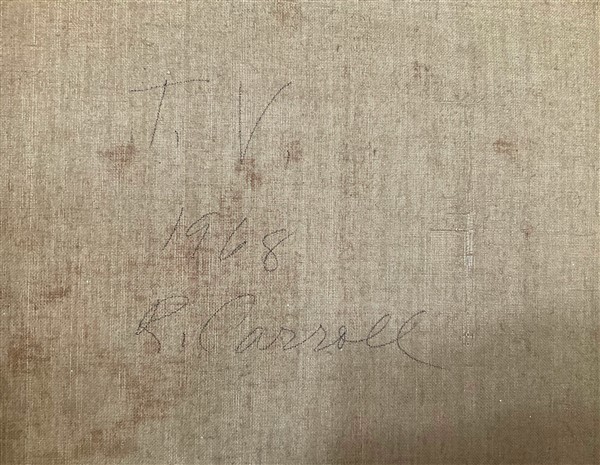 T. V.
1968
R. Carroll